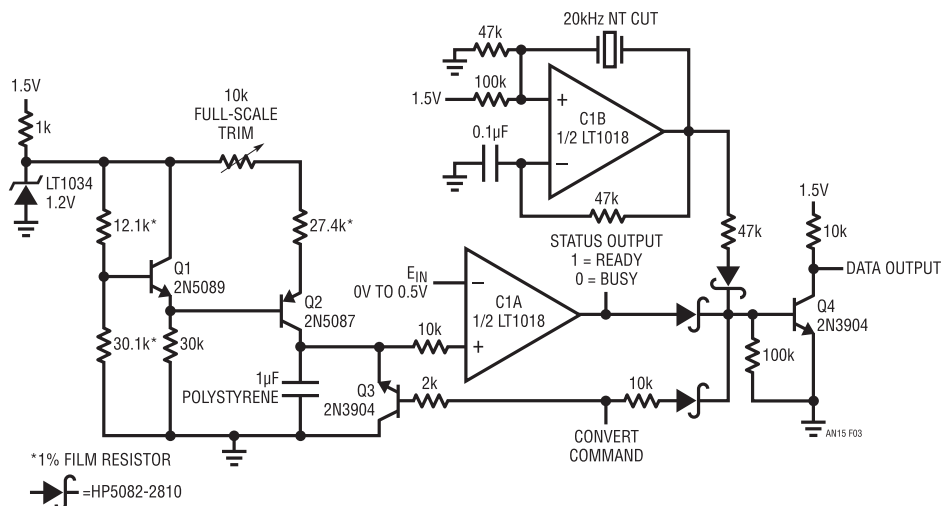 20kHz NT CUT
47k
100k
1.5V
0.1µF
+
–
C1B
1/2 LT1018
47k
1.5V
1k
10k
FULL-SCALE
TRIM
LT1034
1.2V
12.1k*
27.4k*
Q1
2N5089
Q2
2N5087
30.1k*
30k
1µF
POLYSTYRENE
EIN
0V TO 0.5V
–
+
C1A
1/2 LT1018
10k
STATUS OUTPUT
1 = READY
0 = BUSY
47k
1.5V
10k
DATA OUTPUT
Q4
2N3904
100k
Q3
2N3904
2k
10k
CONVERT
COMMAND
AN15 F03
*1% FILM RESISTOR
=HP5082-2810